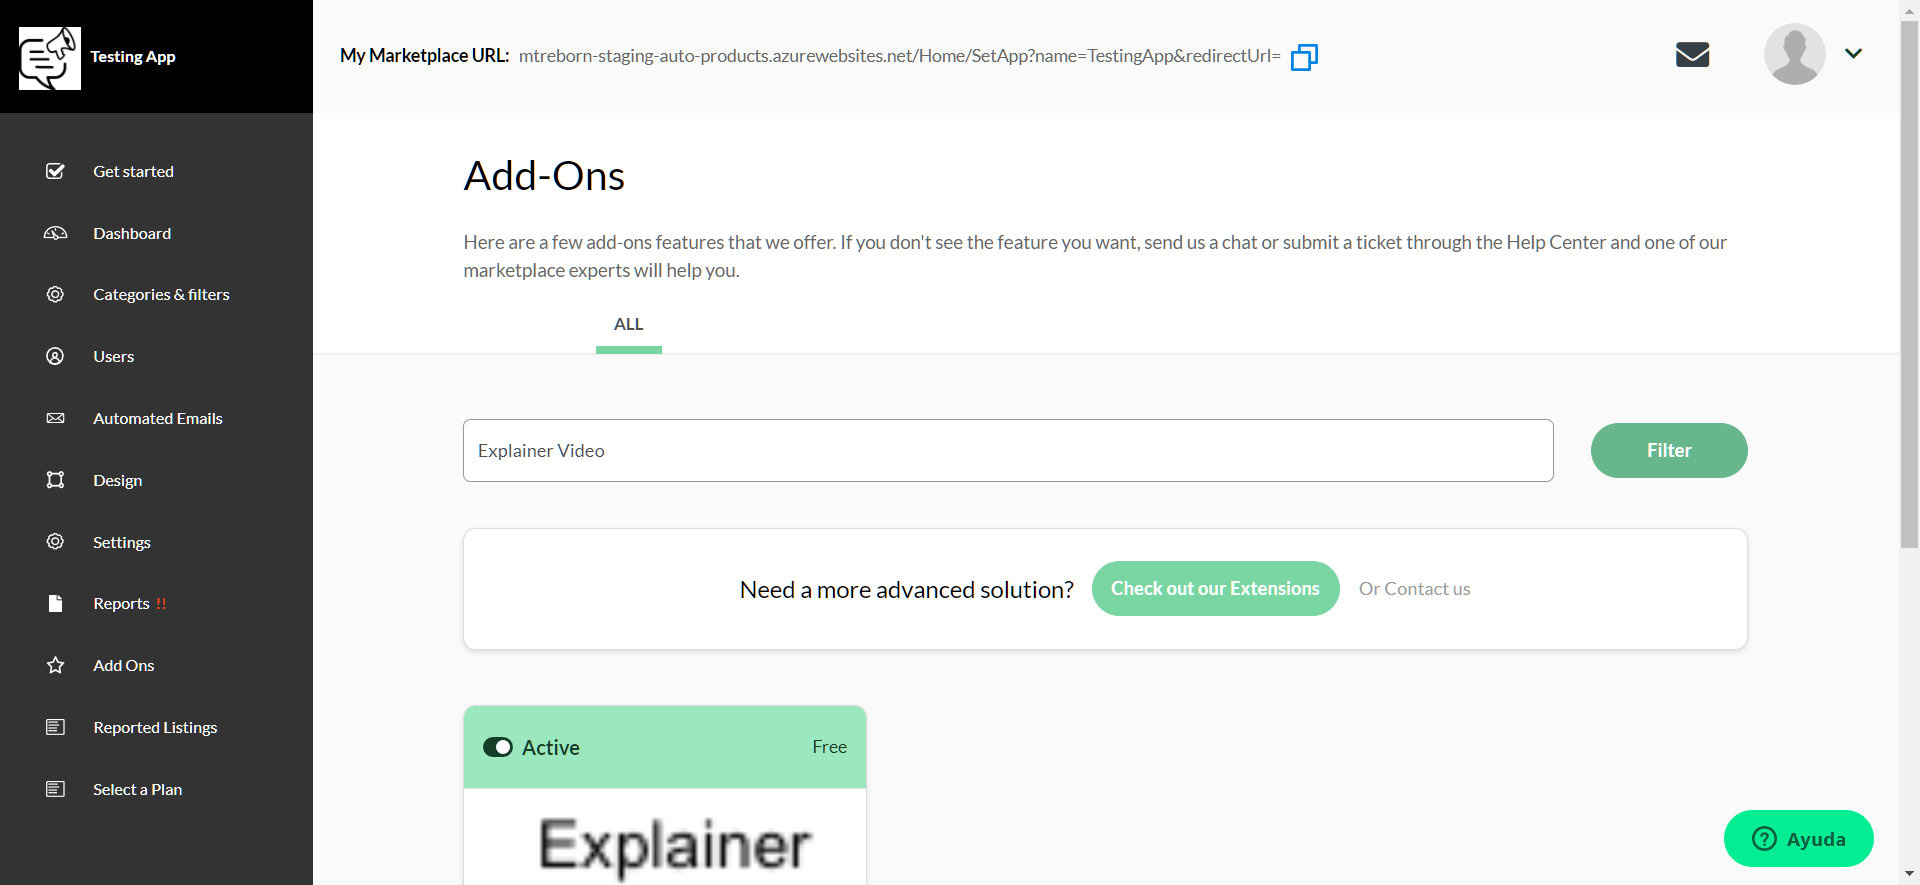 Testing App
My Marketplace URL: mtreborn-staging-auto-products.azurewebsites.net/Home/SetApp?name=TestingApp&redirectUrl=
Get started
Dashboard
Categories & filters
Users
Automated Emails
Design
Settings
Reports !!
Add Ons
Reported Listings
Select a Plan
Add-Ons
Here are a few add-ons features that we offer. If you don't see the feature you want, send us a chat or submit a ticket through the Help Center and one of our
marketplace experts will help you.
ALL
Explainer Video
Filter
Need a more advanced solution? Check out our Extensions Or Contact us
Active Free
Explainer
Ayuda